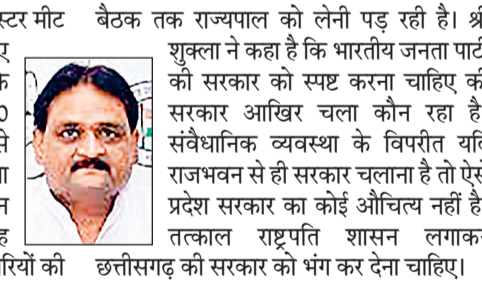 स्टर मीट बैठक तक राज्यपाल को लेनी पड़ रही है। श्री
शुक्ला ने कहा है कि भारतीय जनता पार्टी
की सरकार को स्पष्ट करना चाहिए की
सरकार आखिर चला कौन रहा है
संवैधानिक व्यवस्था के विपरीत यदि
राजभवन से ही सरकार चलाना है तो ऐसे
प्रदेश सरकार का कोई औचित्य नहीं है
तत्काल राष्ट्रपति शासन लगाकर
रियों की छत्तीसगढ़ की सरकार को भंग कर देना चाहिए।